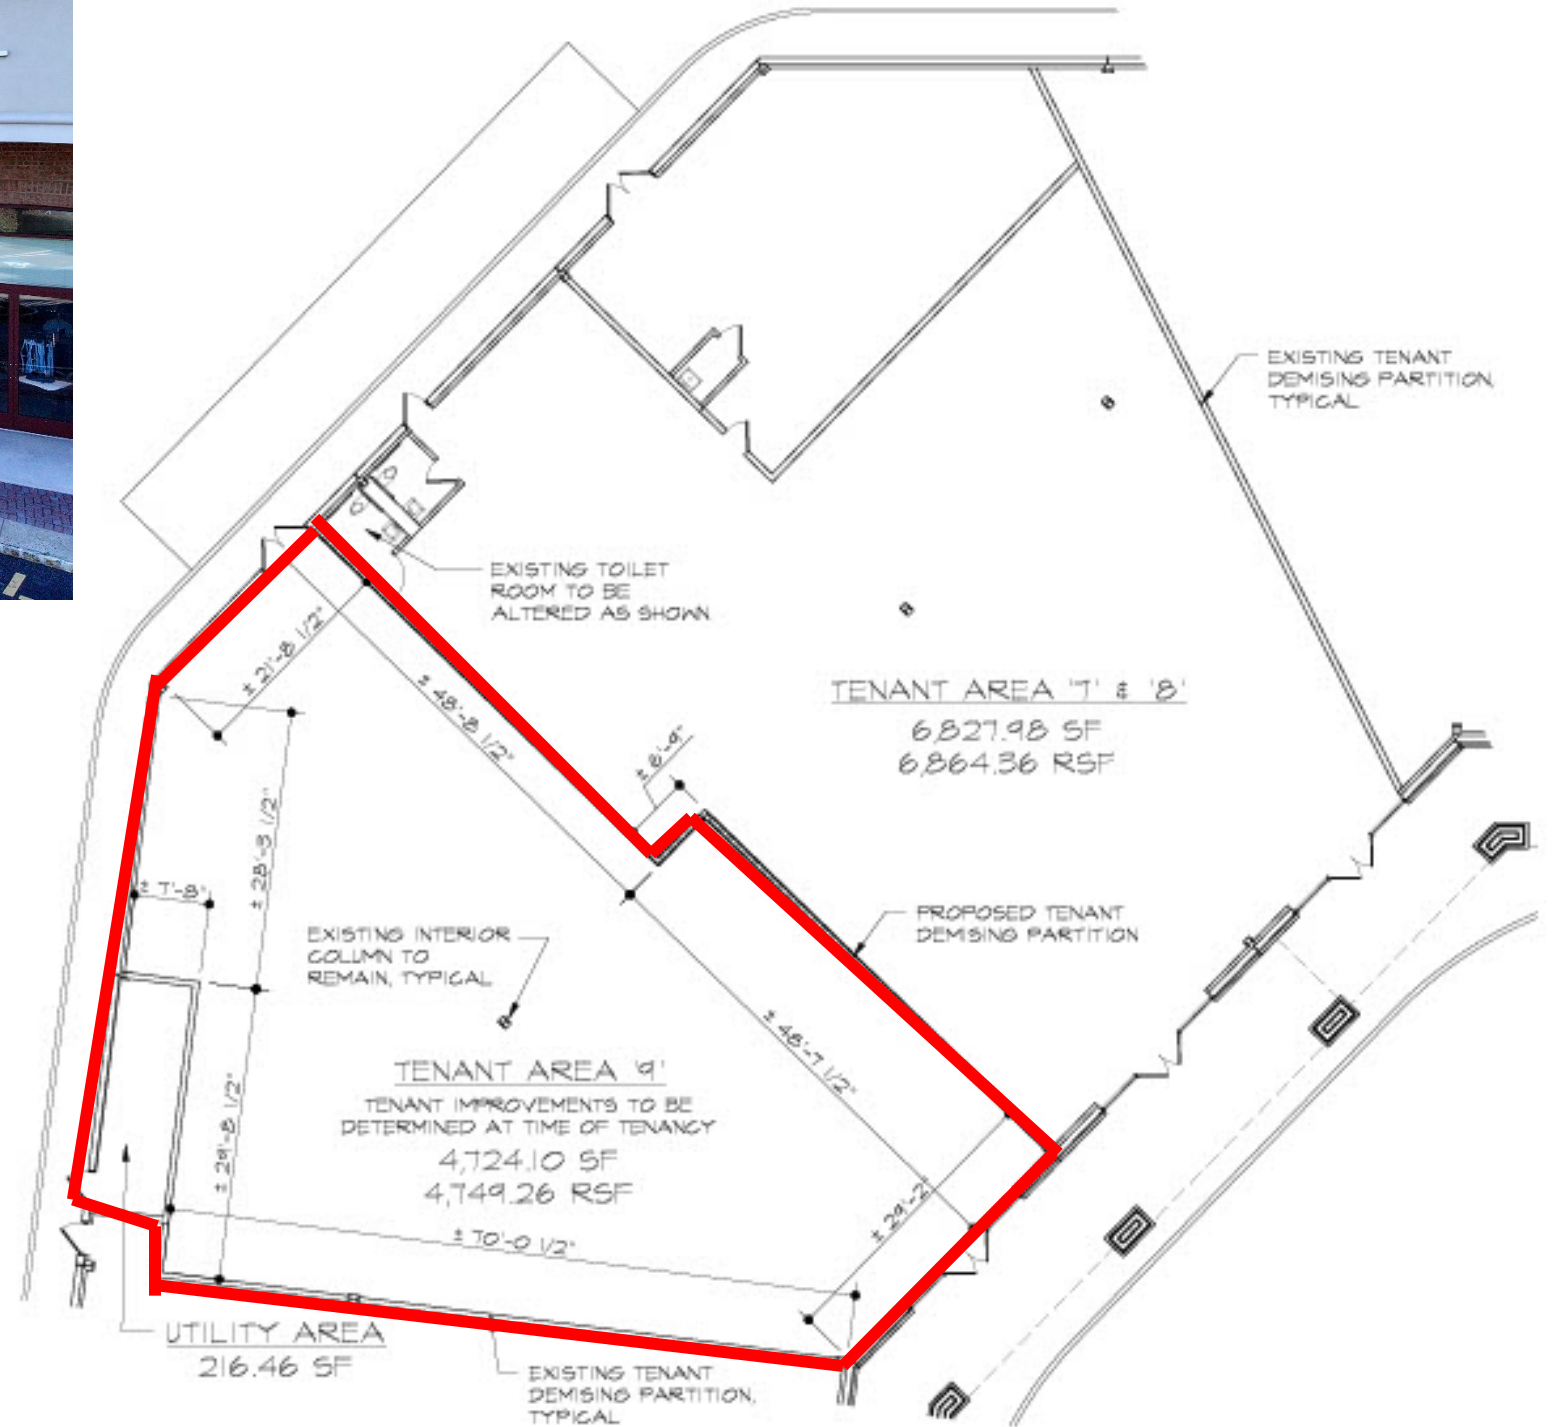 EXISTING TENANT
DEMISING PARTITION,
TYPICAL
EXISTING TOILET
ROOM TO BE
ALTERED AS SHOWN
± 21'-8 1/2"
± 48'-8 1/2"
TENANT AREA '7' & '8'
6,827.98 SF
6,864.36 RSF
± 6'-9"
± 28'-3 1/2"
± 7'-8"
PROPOSED TENANT
DEMISING PARTITION
EXISTING INTERIOR
COLUMN TO
REMAIN, TYPICAL
± 48'-7 1/2"
TENANT AREA '9'
TENANT IMPROVEMENTS TO BE
DETERMINED AT TIME OF TENANCY
4,724.10 SF
4,749.26 RSF
± 29'-8 1/2"
± 29'-2"
± 70'-0 1/2"
UTILITY AREA
216.46 SF
EXISTING TENANT
DEMISING PARTITION,
TYPICAL